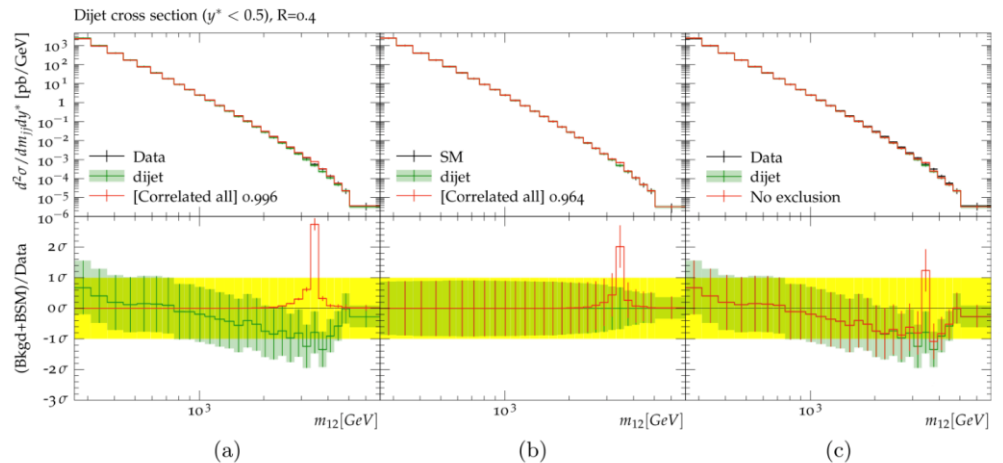 Dijet cross section (y* < 0.5), R=0.4
d²σ/dm_{jj}dy* [pb/GeV]
10³
10²
10¹
1
10⁻¹
10⁻²
10⁻³
10⁻⁴
10⁻⁵
10⁻⁶
Data
dijet
[Correlated all] 0.996
SM
dijet
[Correlated all] 0.964
Data
dijet
No exclusion
(Bkgd+BSM)/Data
2σ
1σ
0σ
-1σ
-2σ
-3σ
10³
m₁₂[GeV]
10³
m₁₂[GeV]
10³
m₁₂[GeV]
(a)
(b)
(c)